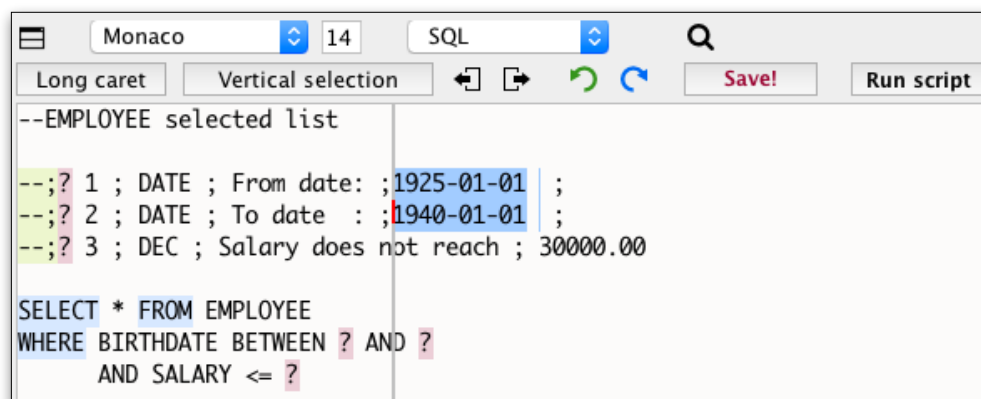 Monaco 14 SQL
Long caret Vertical selection Save! Run script
--EMPLOYEE selected list
--;? 1 ; DATE ; From date: ;1925-01-01  ;
--;? 2 ; DATE ; To date  : ;1940-01-01  ;
--;? 3 ; DEC ; Salary does not reach ; 30000.00
SELECT * FROM EMPLOYEE
WHERE BIRTHDATE BETWEEN ? AND ?
      AND SALARY <= ?